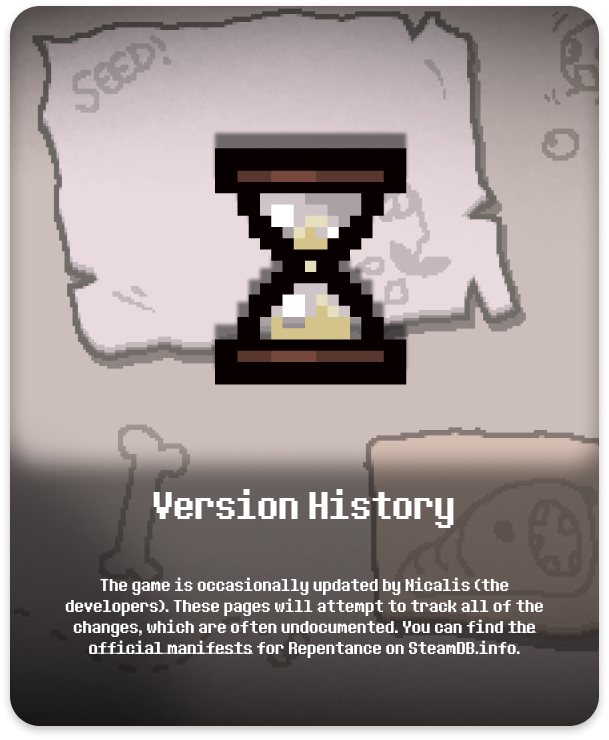 SEED!
Version History
The game is occasionally updated by Nicalis (the
developers). These pages will attempt to track all of the
changes, which are often undocumented. You can find the
official manifests for Repentance on SteamDB.info.